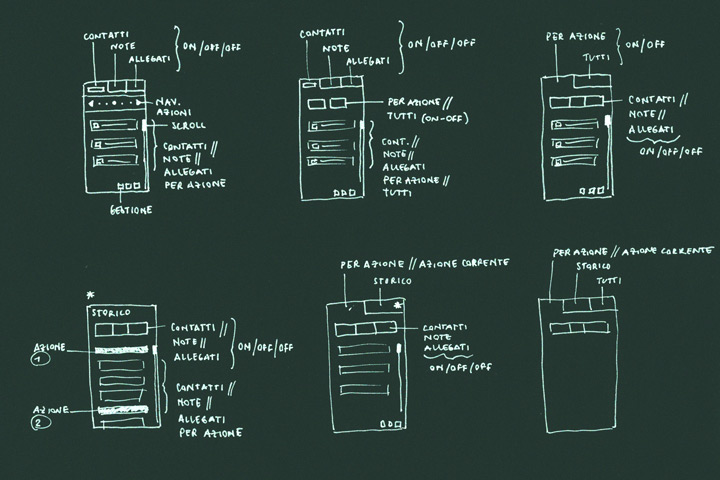 CONTATTI
NOTE
ALLEGATI
ON/OFF/OFF
NAV.
AZIONI
SCROLL
CONTATTI //
NOTE //
ALLEGATI
PER AZIONE
GESTIONE
CONTATTI
NOTE
ALLEGATI
ON/OFF/OFF
PER AZIONE //
TUTTI (ON-OFF)
CONT. //
NOTE //
ALLEGATI
PER AZIONE //
TUTTI
PER AZIONE
TUTTI
ON/OFF
CONTATTI //
NOTE //
ALLEGATI
ON/OFF/OFF
*
STORICO
CONTATTI //
NOTE //
ALLEGATI
ON/OFF/OFF
AZIONE
1
CONTATTI //
NOTE //
ALLEGATI
PER AZIONE
AZIONE
2
PER AZIONE // AZIONE CORRENTE
STORICO
*
CONTATTI
NOTE
ALLEGATI
ON/OFF/OFF
PER AZIONE // AZIONE CORRENTE
STORICO
TUTTI